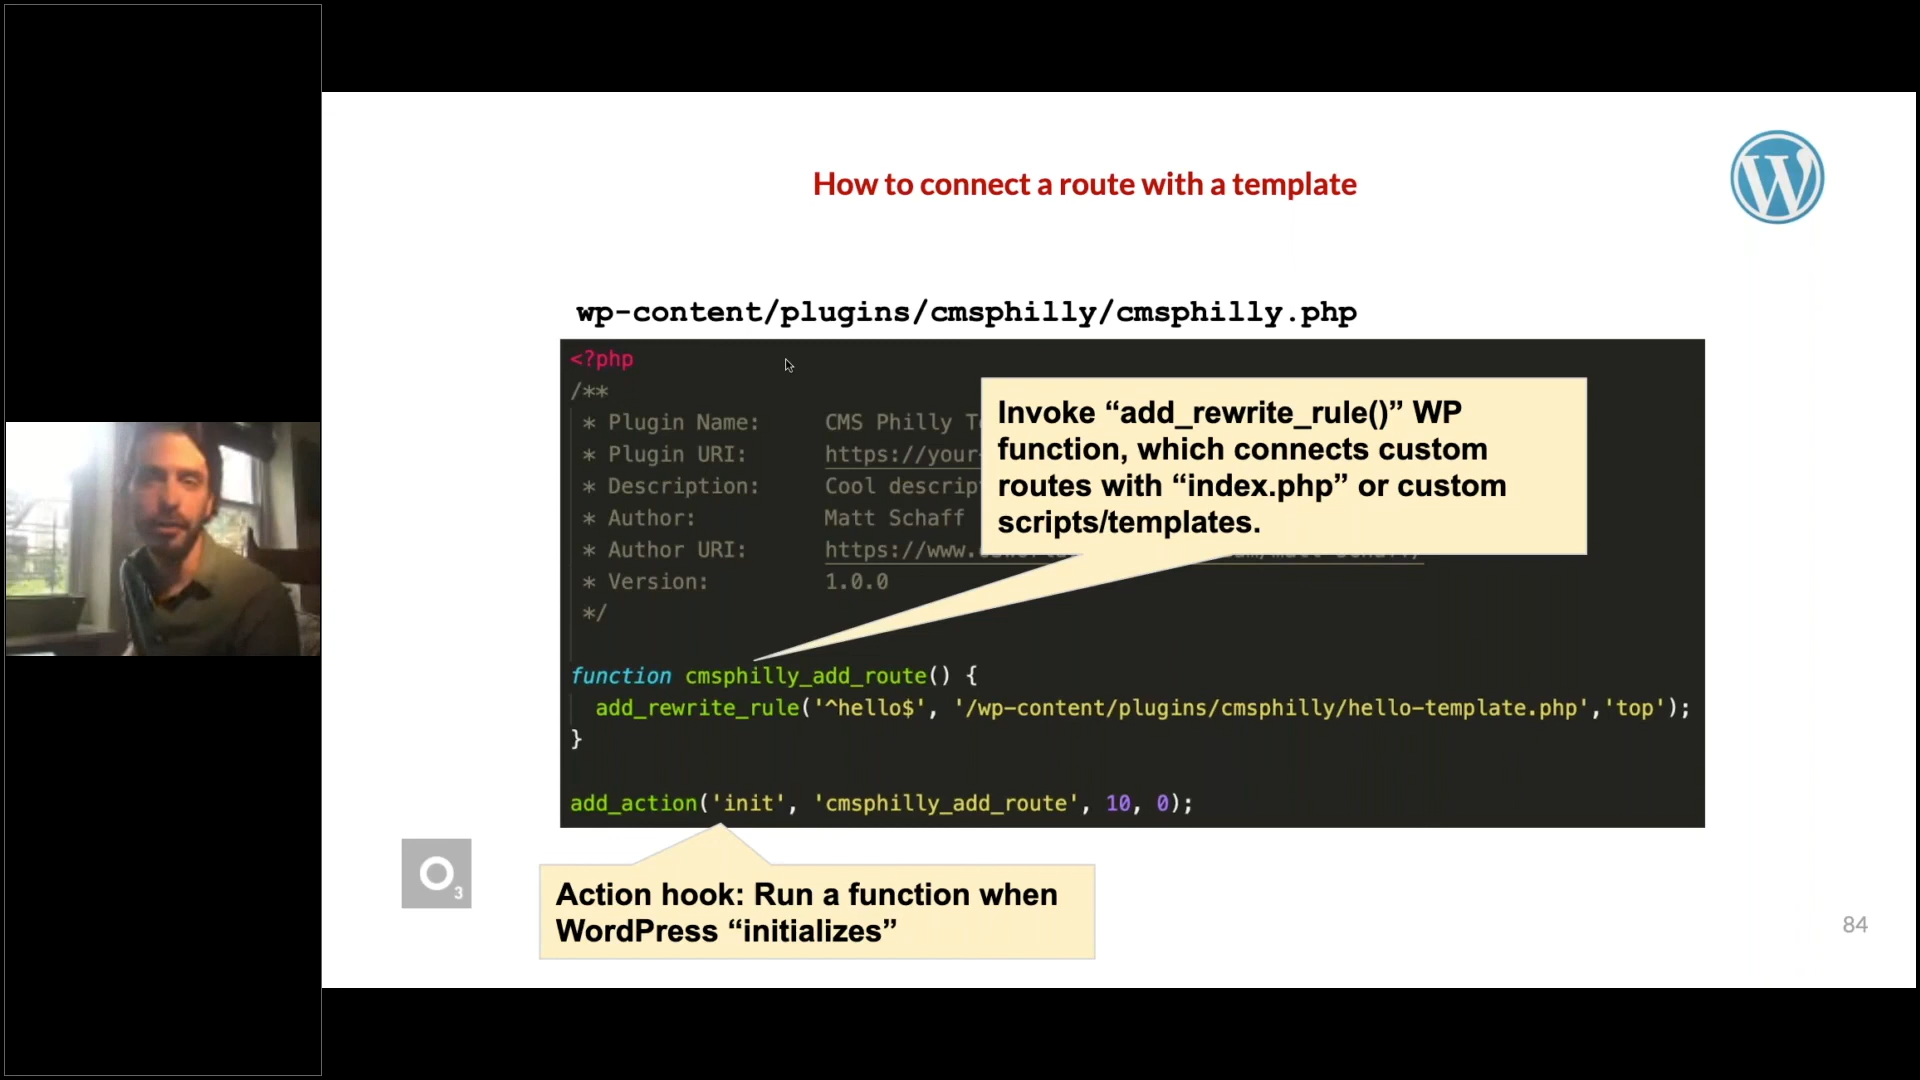 How to connect a route with a template
wp-content/plugins/cmsphilly/cmsphilly.php
<?php
/**
* Plugin Name: CMS Philly
* Plugin URI: https://your
* Description: Cool
* Author: Matt Schaff
* Author URI: https://www.
* Version: 1.0.0
*/
Invoke “add_rewrite_rule()” WP
function, which connects custom
routes with “index.php” or custom
scripts/templates.
function cmsphilly_add_route() {
add_rewrite_rule('^hello$', '/wp-content/plugins/cmsphilly/hello-template.php','top');
}
add_action('init', 'cmsphilly_add_route', 10, 0);
Action hook: Run a function when
WordPress “initializes”
O3
84